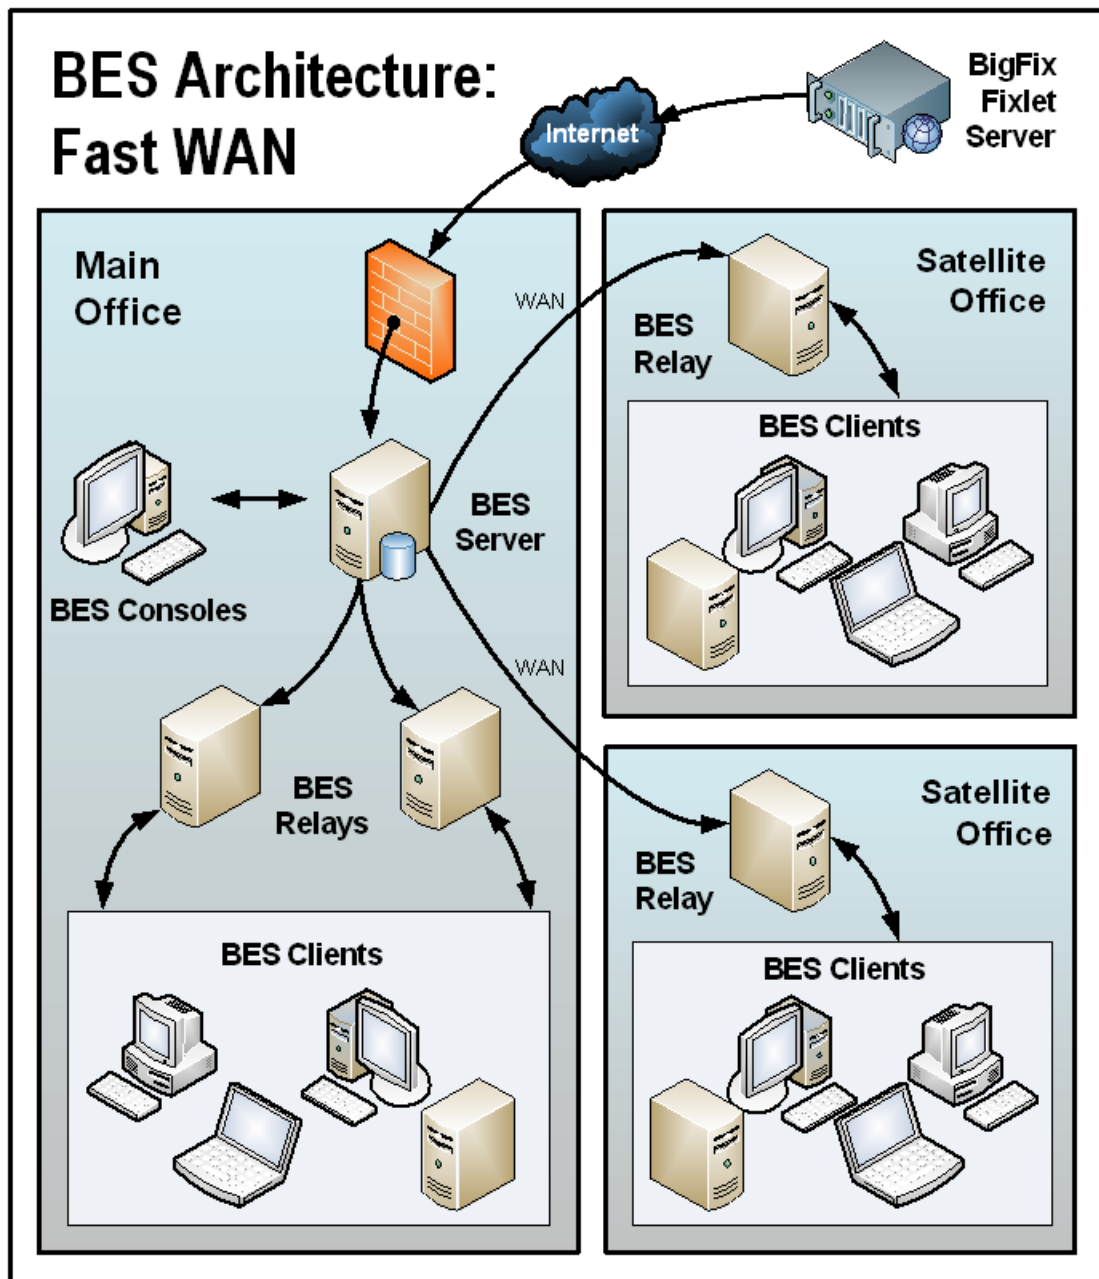 BES Architecture:
Fast WAN
Internet
BigFix
Fixlet
Server
Main
Office
WAN
Satellite
Office
BES
Relay
BES Clients
BES
Server
BES Consoles
WAN
BES
Relays
Satellite
Office
BES
Relay
BES Clients
BES Clients